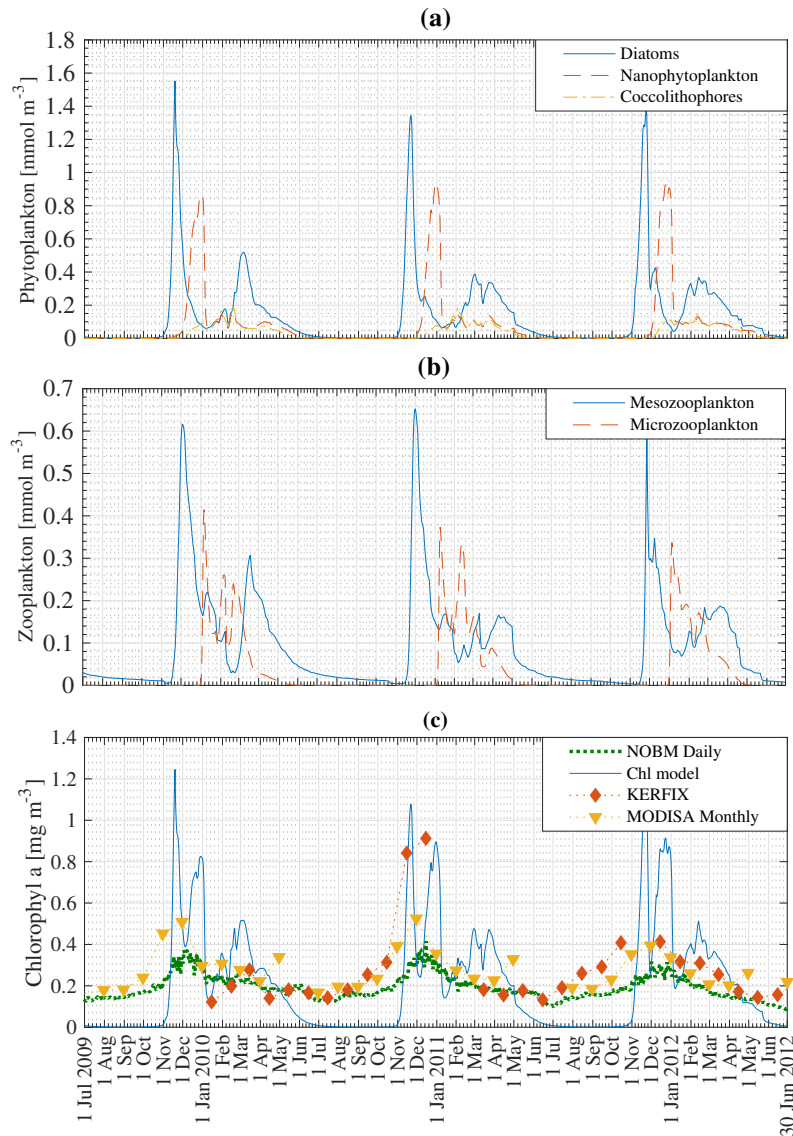 (a)
Phytoplankton [mmol m-3]
1.8
1.6
1.4
1.2
1
0.8
0.6
0.4
0.2
0
Diatoms
Nanophytoplankton
Coccolithophores
(b)
Zooplankton [mmol m-3]
0.7
0.6
0.5
0.4
0.3
0.2
0.1
0
Mesozooplankton
Microzooplankton
(c)
Chlorophyl a [mg m-3]
1.4
1.2
1
0.8
0.6
0.4
0.2
0
NOBM Daily
Chl model
KERFIX
MODISA Monthly
1 Jul 2009
1 Aug
1 Sep
1 Oct
1 Nov
1 Dec
1 Jan 2010
1 Feb
1 Mar
1 Apr
1 May
1 Jun
1 Jul
1 Aug
1 Sep
1 Oct
1 Nov
1 Dec
1 Jan 2011
1 Feb
1 Mar
1 Apr
1 May
1 Jun
1 Jul
1 Aug
1 Sep
1 Oct
1 Nov
1 Dec
1 Jan 2012
1 Feb
1 Mar
1 Apr
1 May
1 Jun
30 Jun 2012